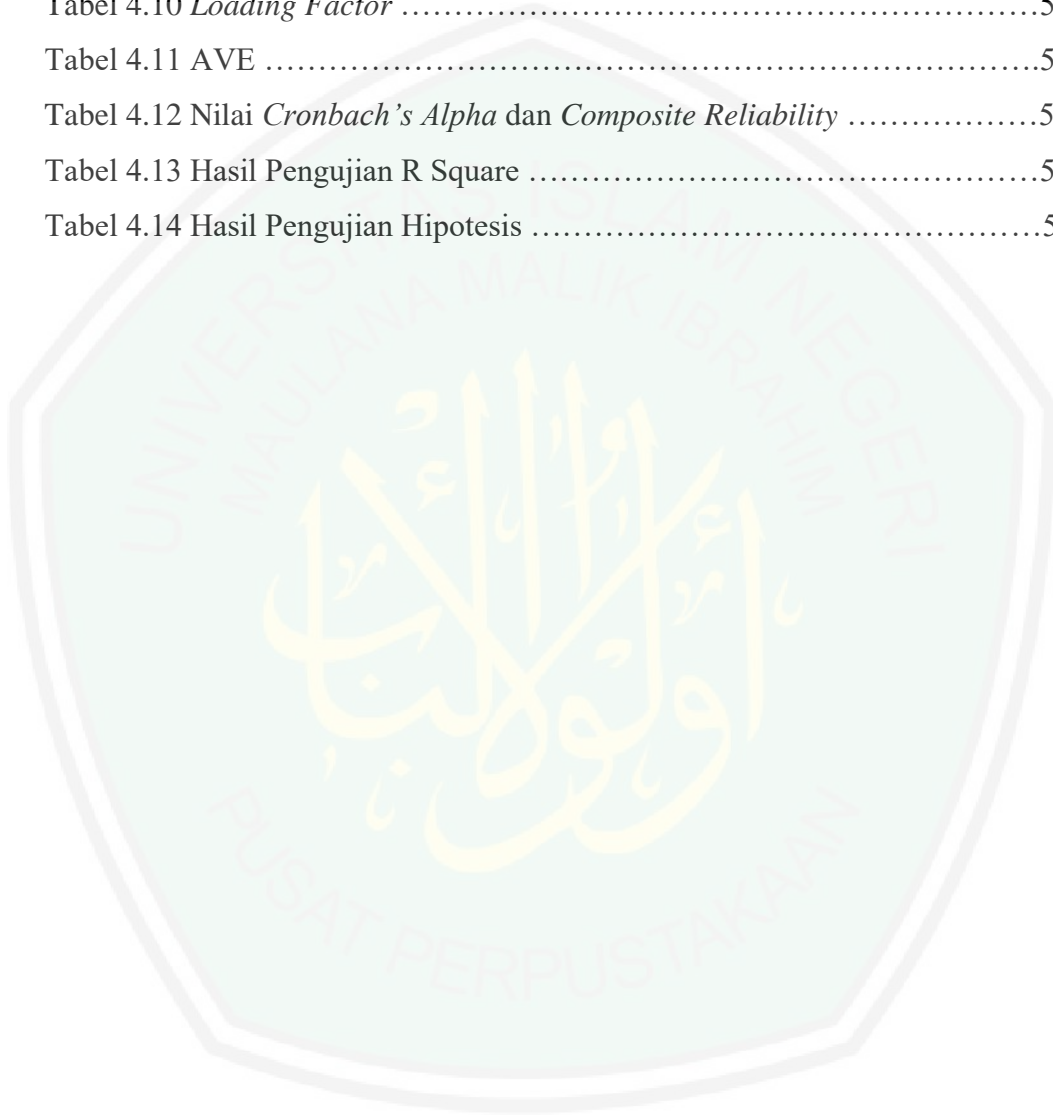 Tabel 4.10 Loading Factor ……………………………………………………5
Tabel 4.11 AVE ……………………………………………………………….5
Tabel 4.12 Nilai Cronbach’s Alpha dan Composite Reliability ………………5
Tabel 4.13 Hasil Pengujian R Square …………………………………………5
Tabel 4.14 Hasil Pengujian Hipotesis …………………………………………5
UNIVERSITAS ISLAM NEGERI
MAULANA MALIK IBRAHIM
أولوا الألباب
PUSAT PERPUSTAKAAN